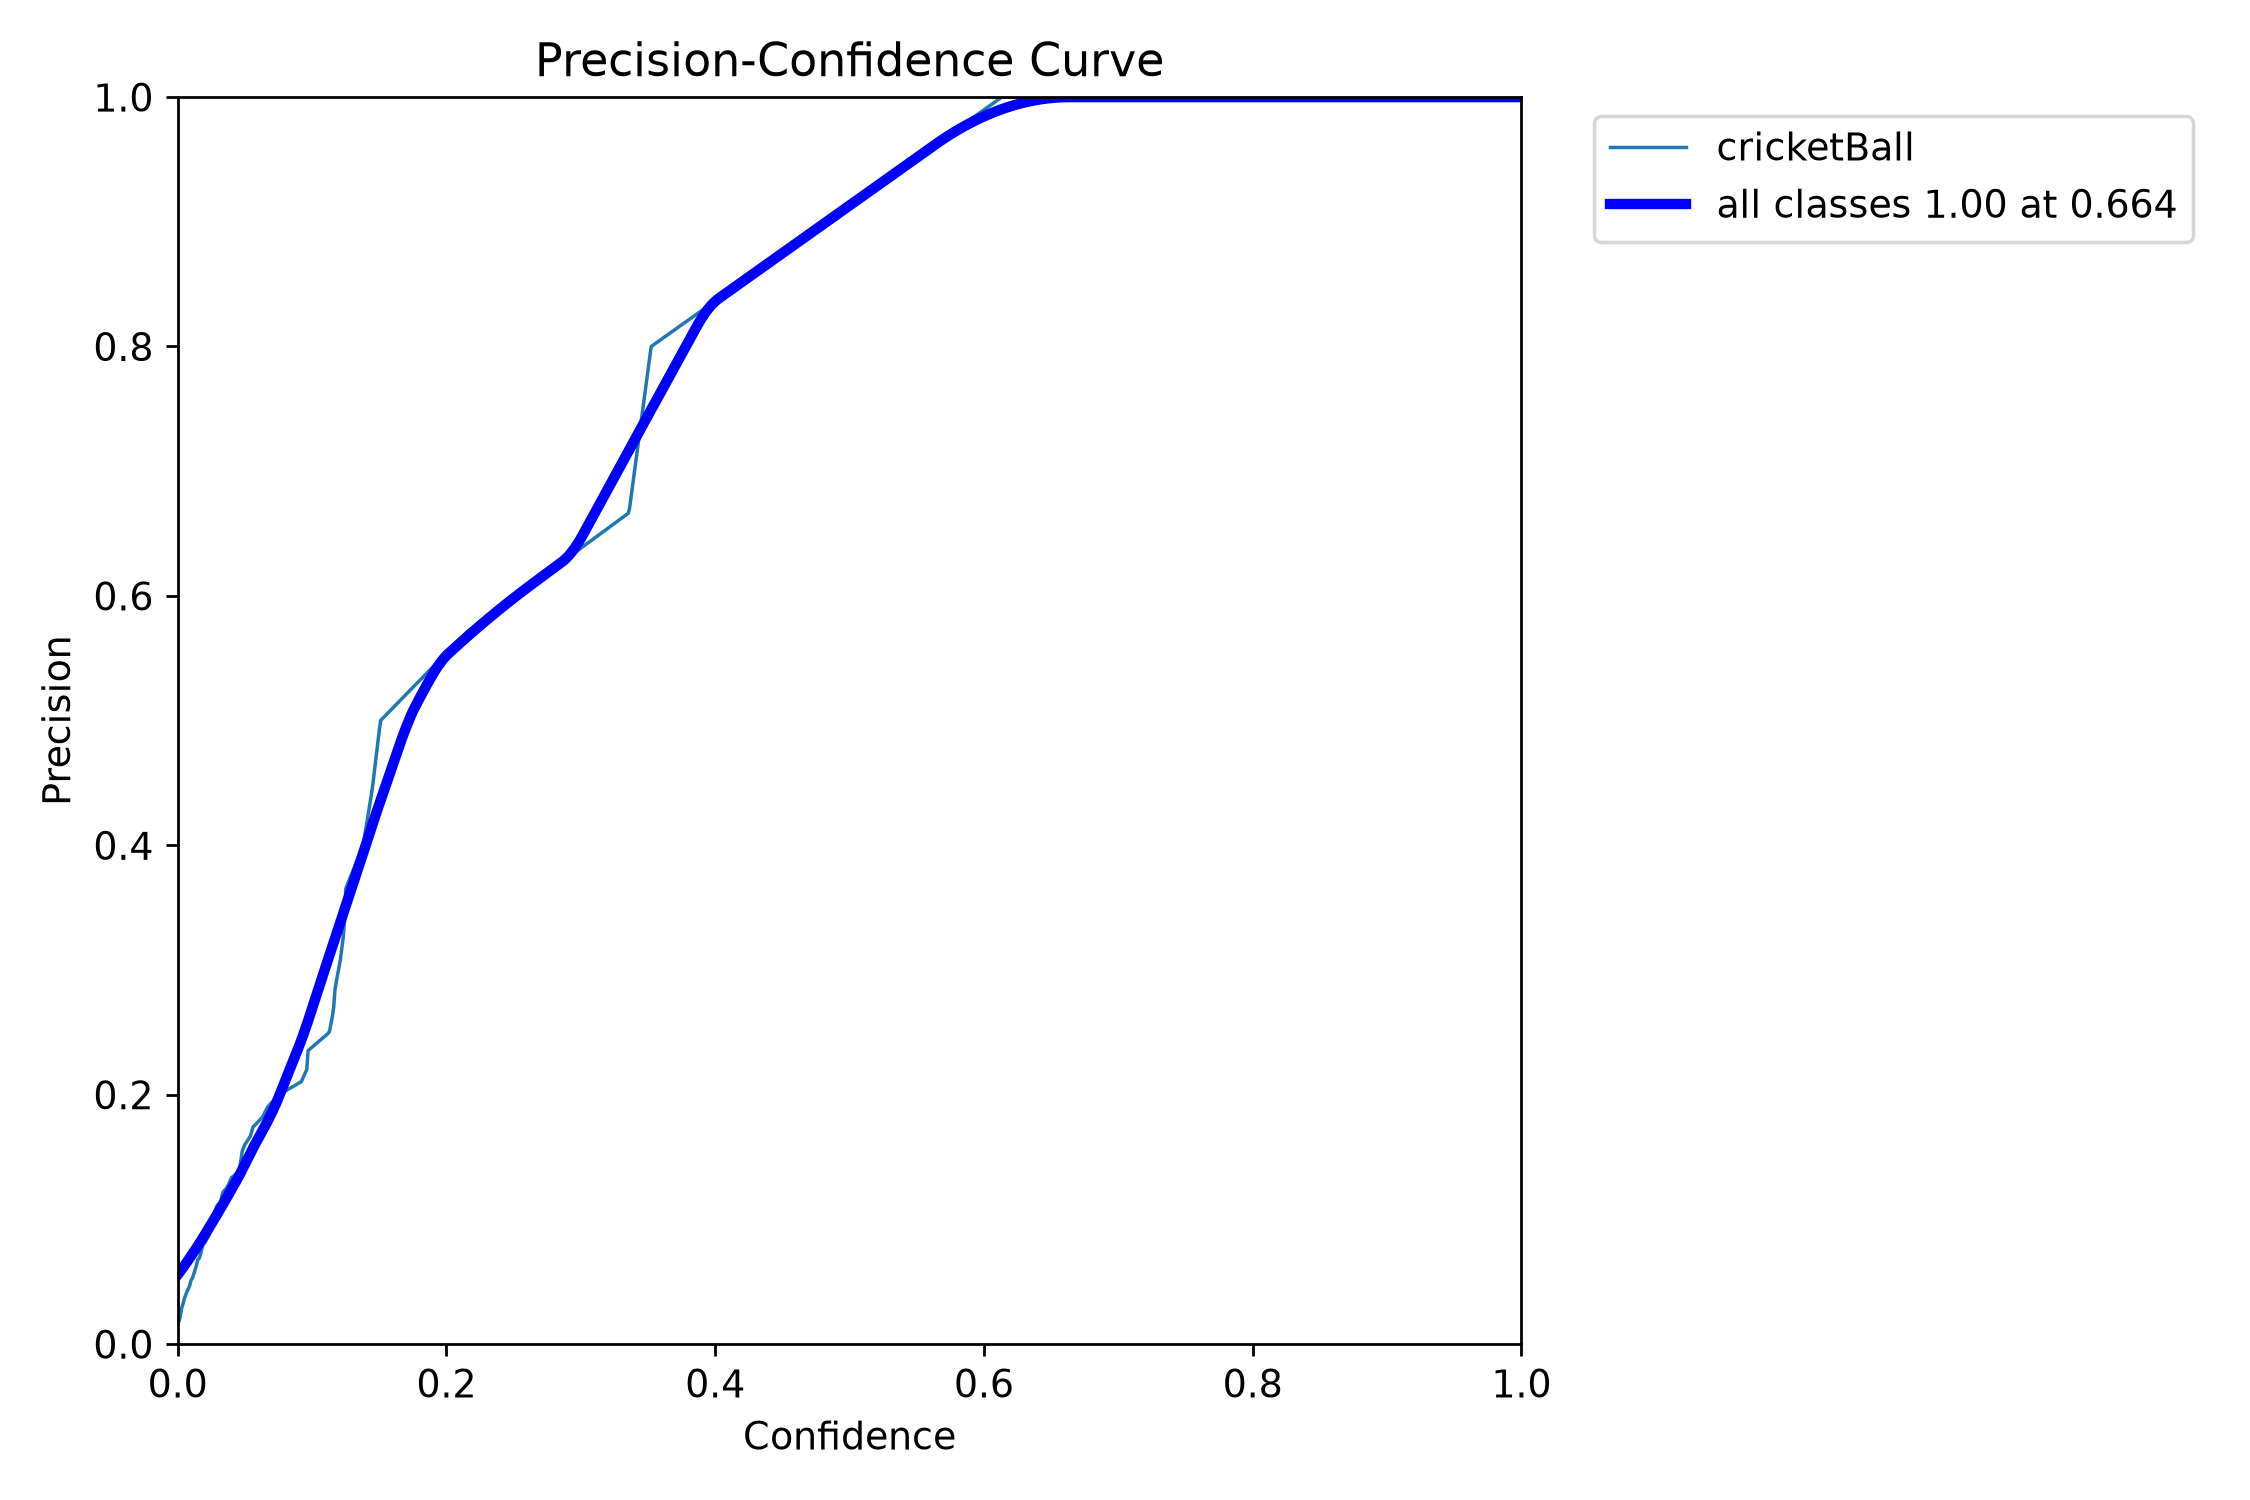 Precision-Confidence Curve
1.0
0.8
0.6
0.4
0.2
0.0
Precision
0.0 0.2 0.4 0.6 0.8 1.0
Confidence
cricketBall
all classes 1.00 at 0.664